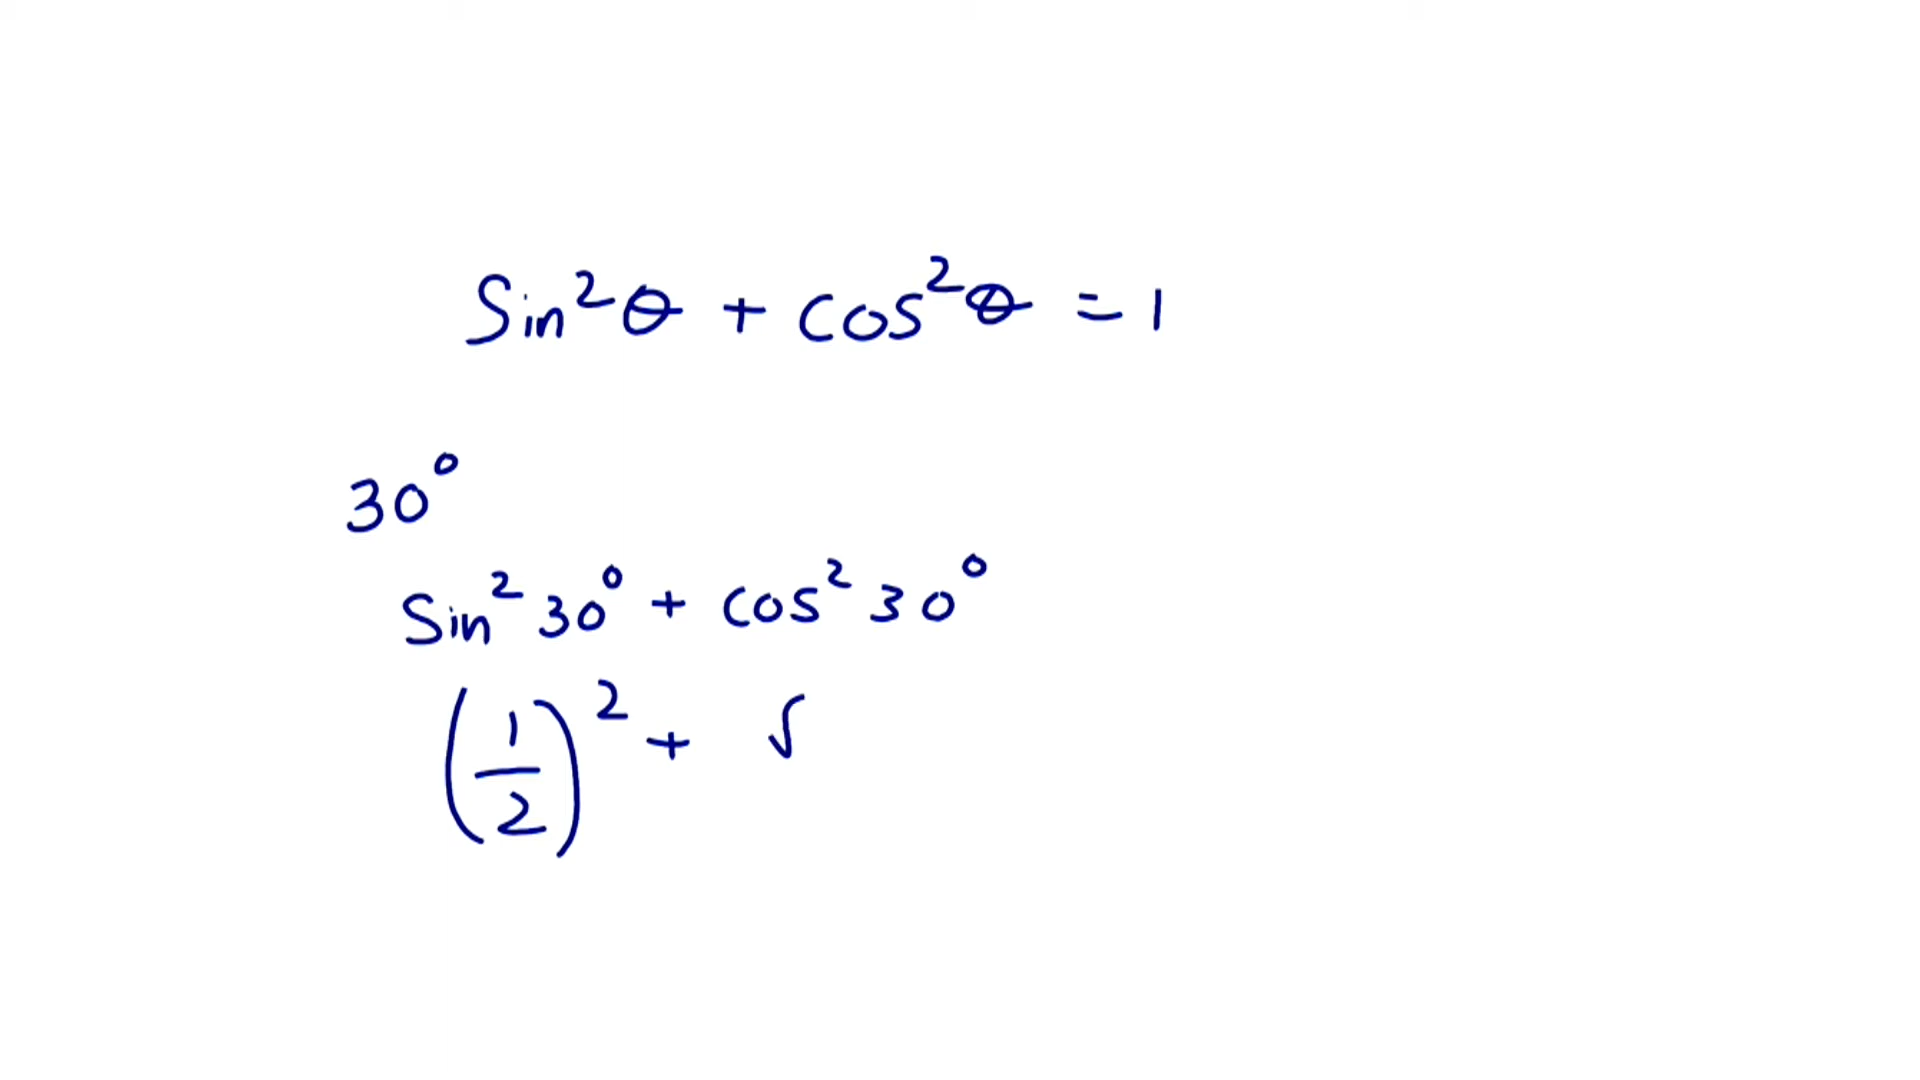 Sin²θ + cos²θ = 1
30°
Sin² 30° + cos² 30°
(1/2)² + √